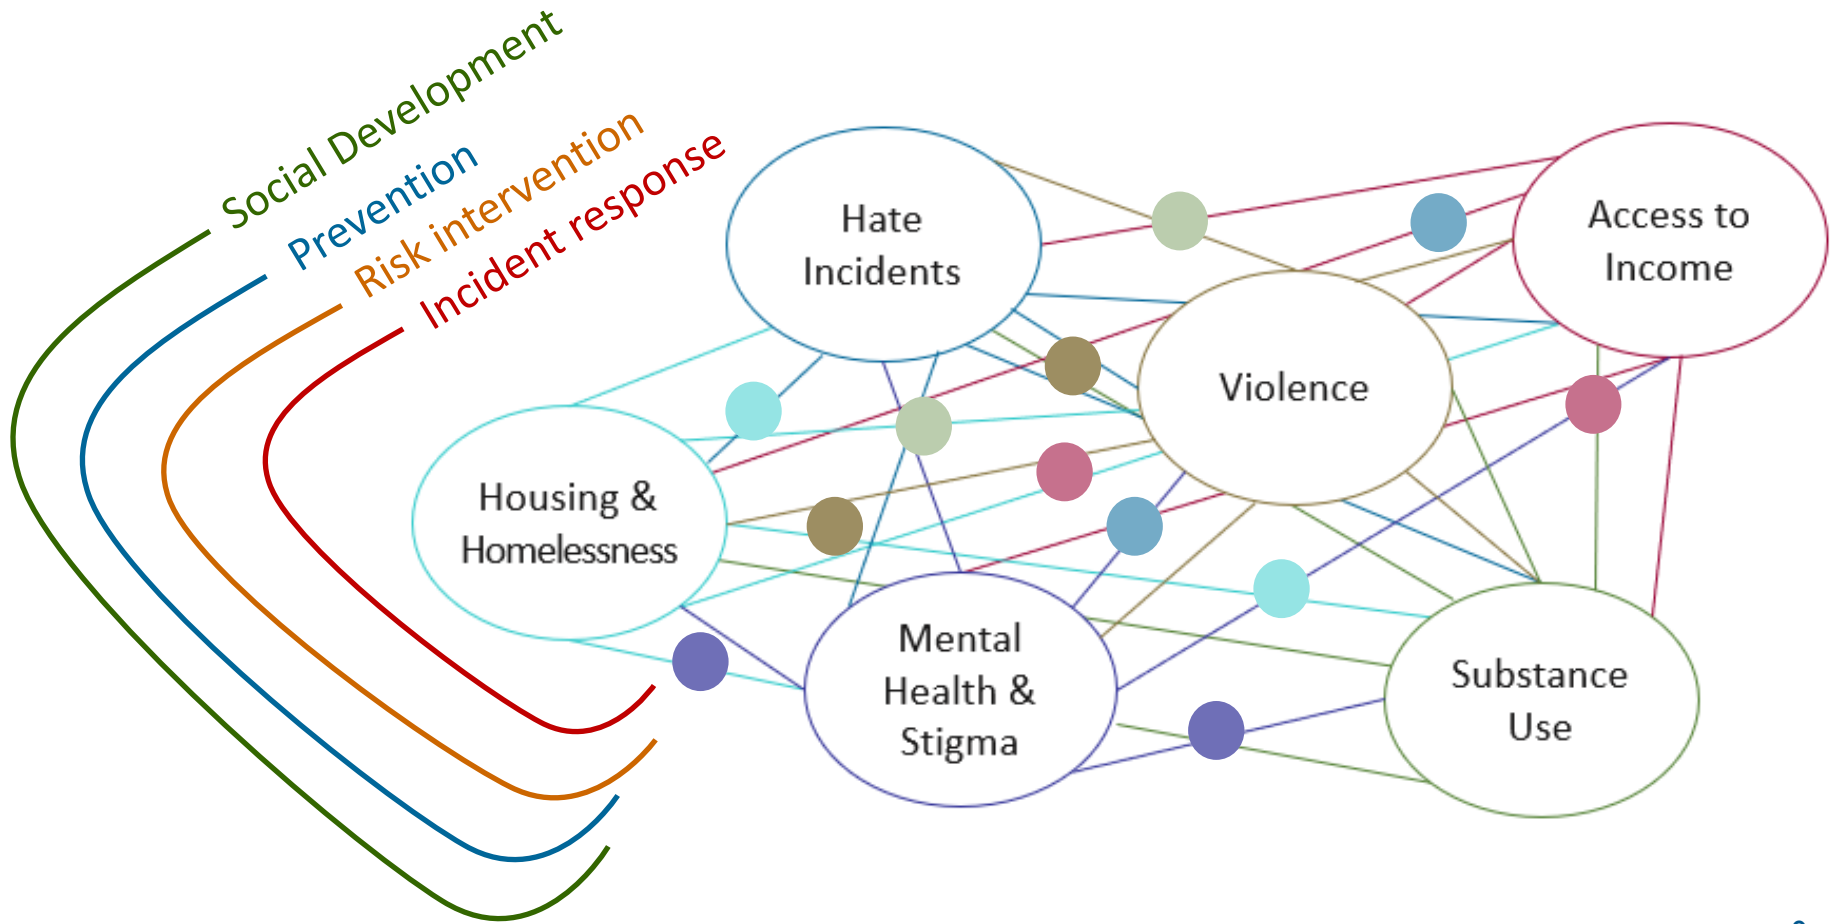 Social Development
Prevention
Risk intervention
Incident response
Hate
Incidents
Access to
Income
Violence
Housing &
Homelessness
Mental
Health &
Stigma
Substance
Use